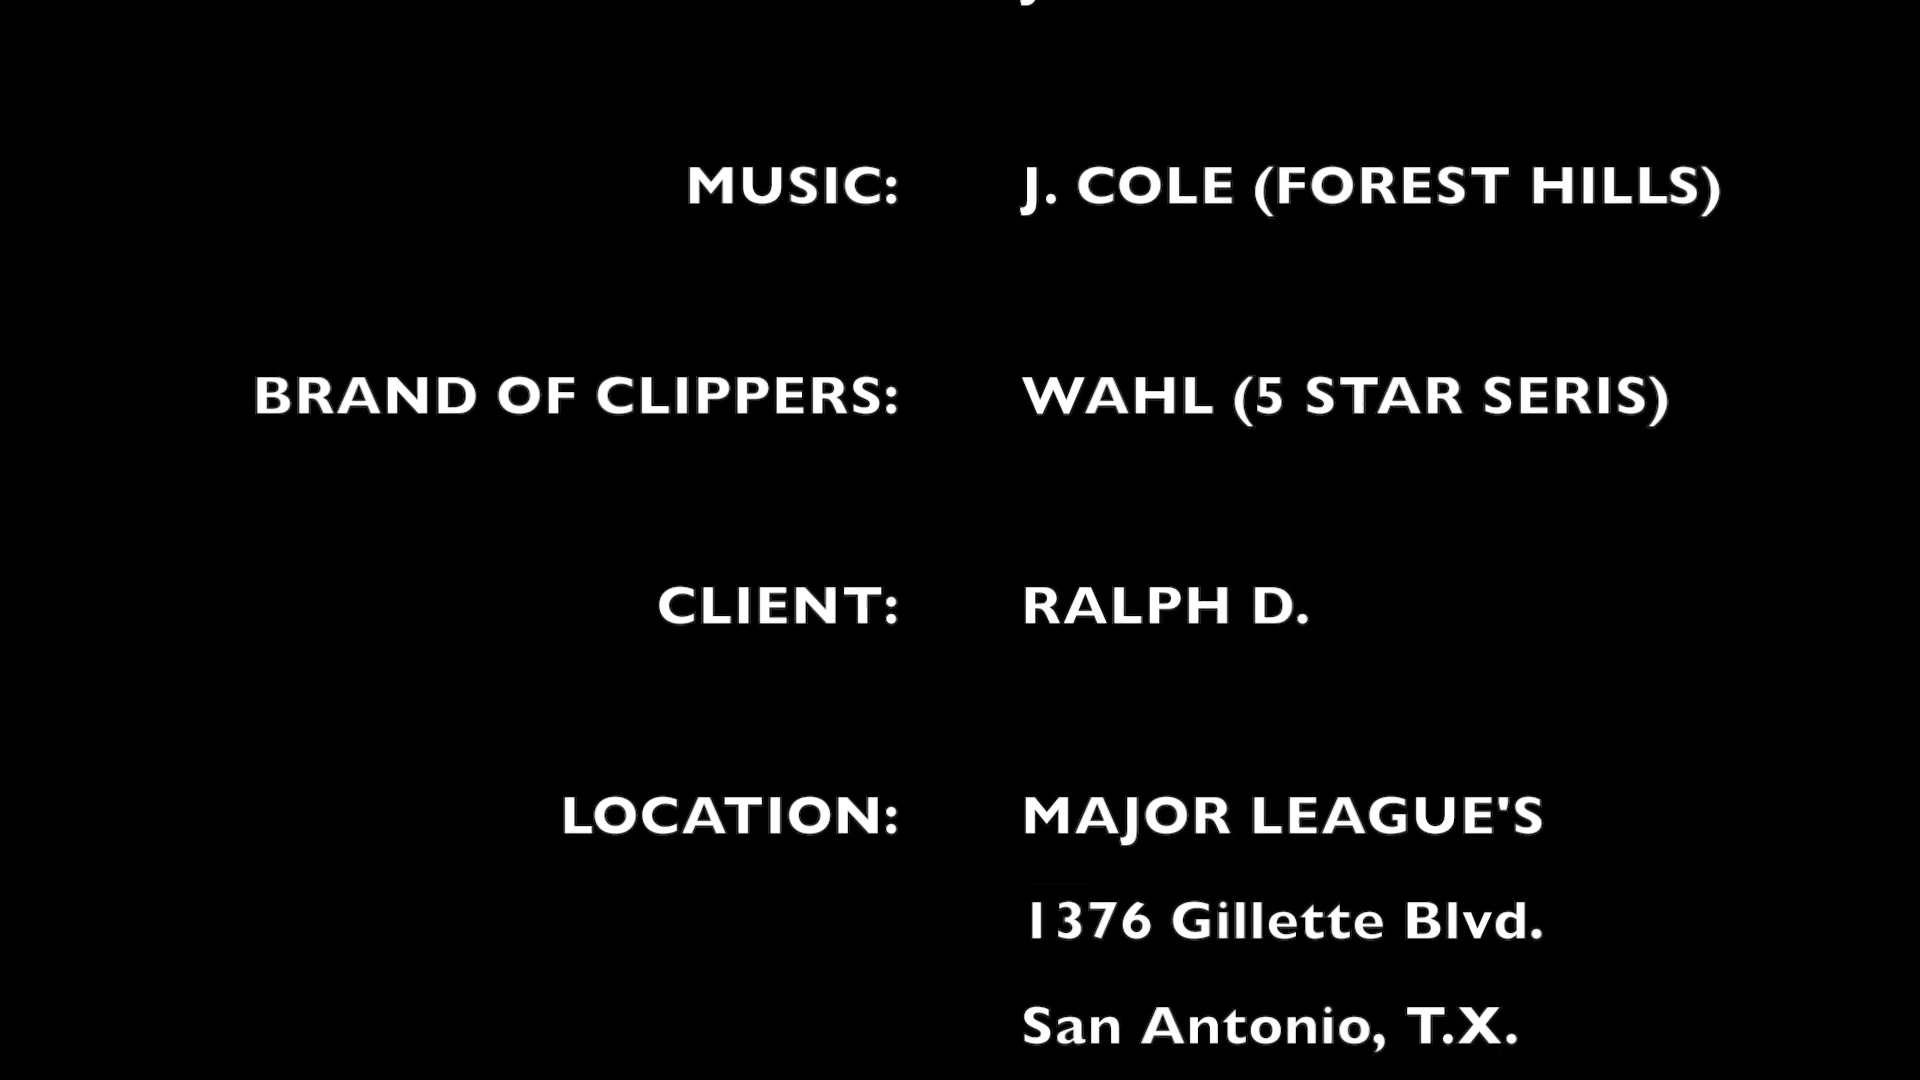 MUSIC: J. COLE (FOREST HILLS)
BRAND OF CLIPPERS: WAHL (5 STAR SERIS)
CLIENT: RALPH D.
LOCATION: MAJOR LEAGUE'S
1376 Gillette Blvd.
San Antonio, T.X.